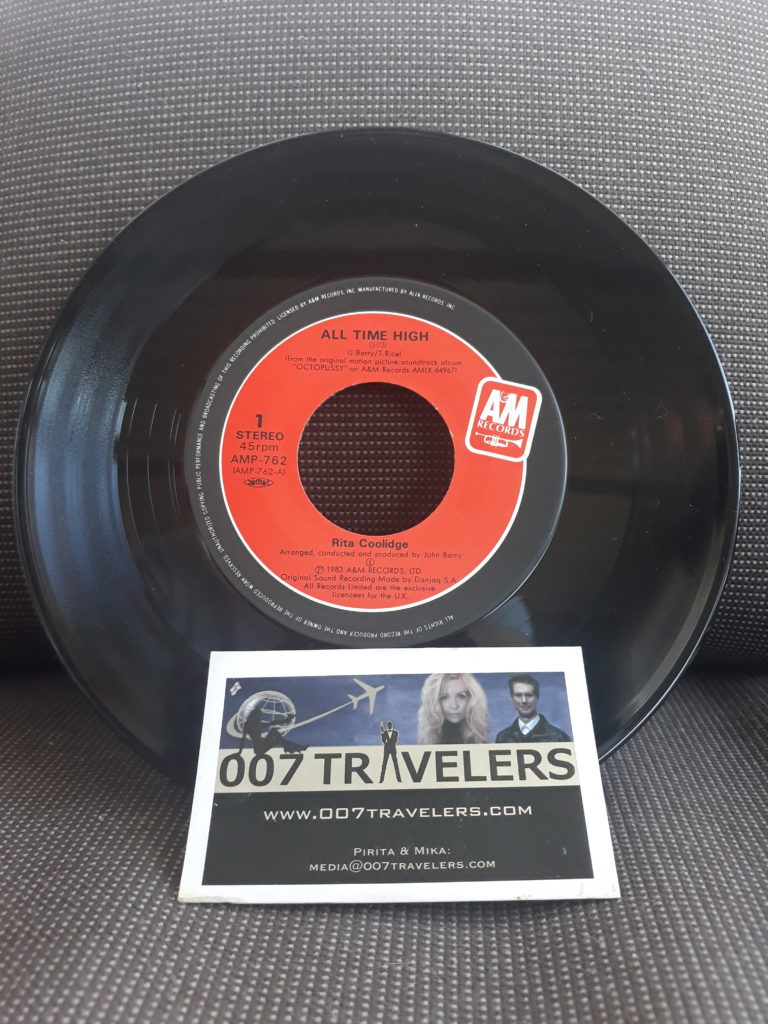 ALL TIME HIGH
(3:03)
(J. Barry/T. Rice)
(From the original motion picture soundtrack album
"OCTOPUSSY" on A&M Records AMLX 64967)
1
STEREO
45rpm
AMP-762
(AMP-762-A)
JASRAC
A&M
RECORDS
Rita Coolidge
Arranged, conducted and produced by John Barry
①
Ⓟ 1983 A&M RECORDS, LTD
Original Sound Recording Made by Danjaq S.A.
All Records Limited are the exclusive
licencees for the U.K.
ALL RIGHTS OF THE RECORD PRODUCER AND THE OWNER OF THE REPRODUCED WORK RESERVED. UNAUTHORIZED COPYING, PUBLIC PERFORMANCE AND BROADCASTING OF THIS RECORDING PROHIBITED. LICENSED BY A&M RECORDS, INC. MANUFACTURED BY ALFA RECORDS, INC.
007 TRAVELERS
www.007travelers.com
Pirita & Mika:
media@007travelers.com